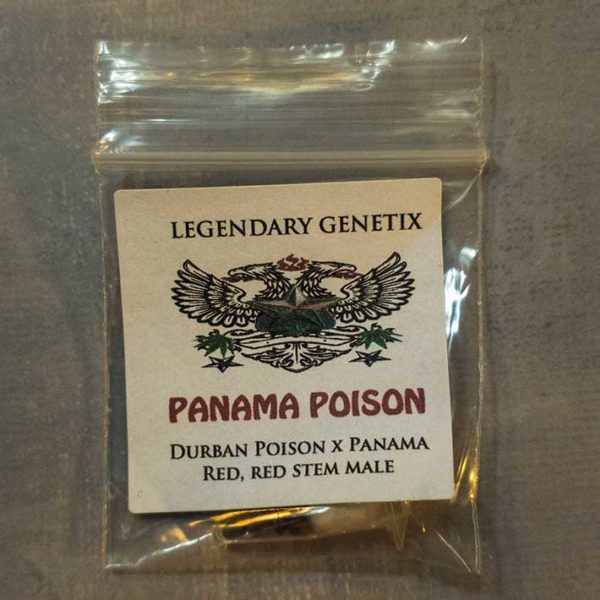 LEGENDARY GENETIX
PANAMA POISON
DURBAN POISON X PANAMA
RED, RED STEM MALE